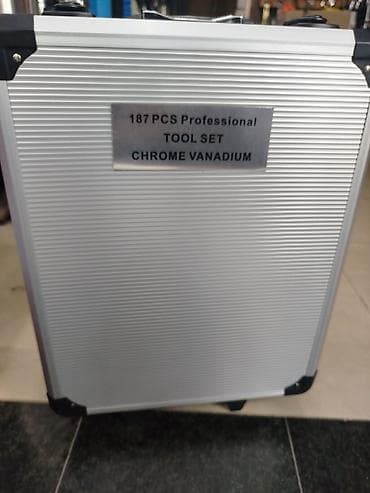 187 PCS Professional
TOOL SET
CHROME VANADIUM